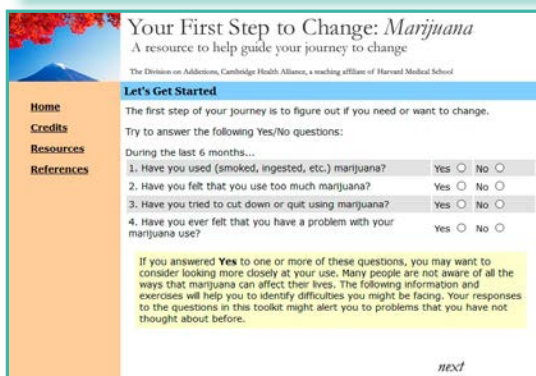 Your First Step to Change: Marijuana
A resource to help guide your journey to change
The Division on Addictions, Cambridge Health Alliance, a teaching affiliate of Harvard Medical School
Home
Credits
Resources
References
Let's Get Started
The first step of your journey is to figure out if you need or want to change.
Try to answer the following Yes/No questions:
During the last 6 months...
1. Have you used (smoked, ingested, etc.) marijuana? Yes No
2. Have you felt that you use too much marijuana? Yes No
3. Have you tried to cut down or quit using marijuana? Yes No
4. Have you ever felt that you have a problem with your
marijuana use? Yes No
If you answered Yes to one or more of these questions, you may want to
consider looking more closely at your use. Many people are not aware of all the
ways that marijuana can affect their lives. The following information and
exercises will help you to identify difficulties you might be facing. Your responses
to the questions in this toolkit might alert you to problems that you have not
thought about before.
next